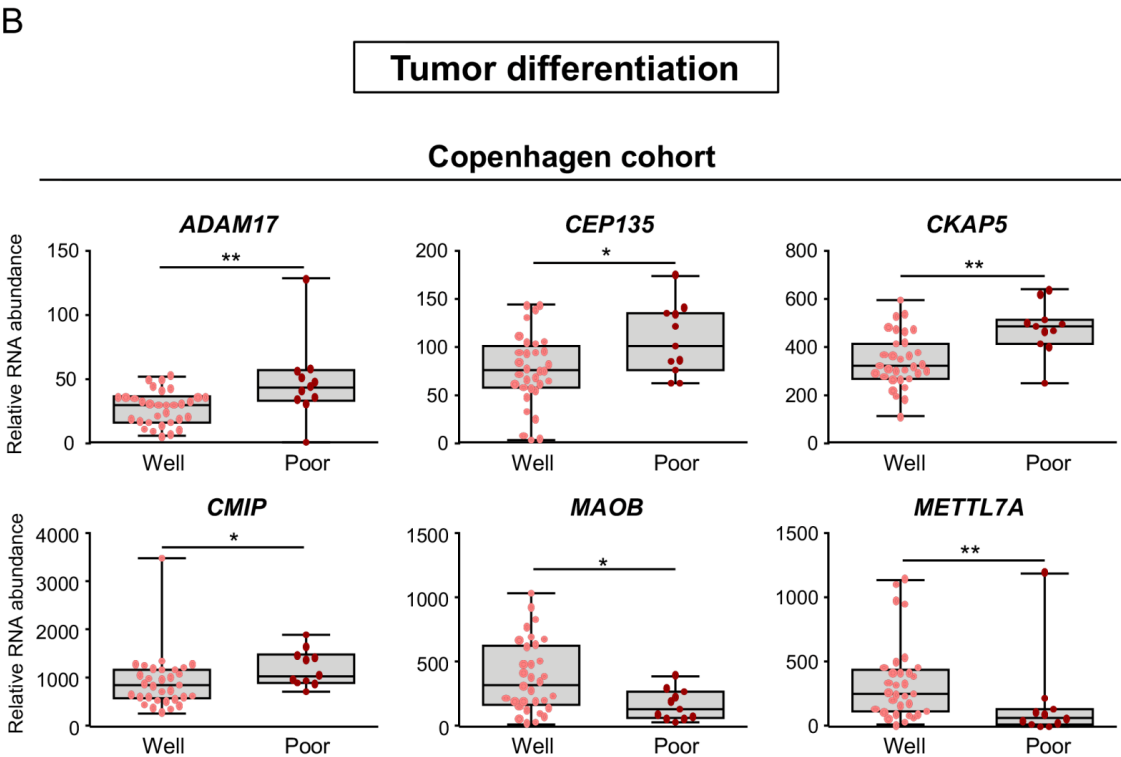 B
Tumor differentiation
Copenhagen cohort
ADAM17
CEP135
CKAP5
Relative RNA abundance
150
100
50
0
**
Well
Poor
200
150
100
50
0
*
Well
Poor
800
600
400
200
0
**
Well
Poor
CMIP
MAOB
METTL7A
Relative RNA abundance
4000
3000
2000
1000
0
*
Well
Poor
1500
1000
500
0
*
Well
Poor
1500
1000
500
0
**
Well
Poor